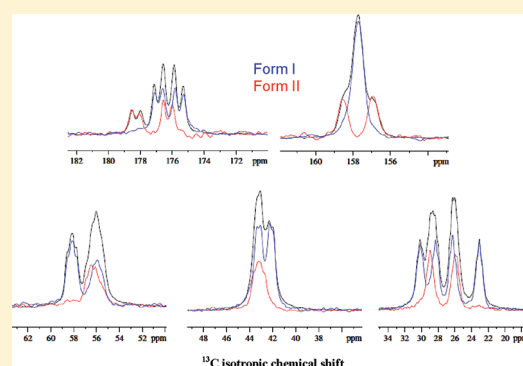 Form I
Form II
182 180 178 176 174 172 ppm
160 158 156 ppm
62 60 58 56 54 52 ppm
48 46 44 42 40 38 ppm
34 32 30 28 26 24 22 20 ppm
¹³C isotropic chemical shift